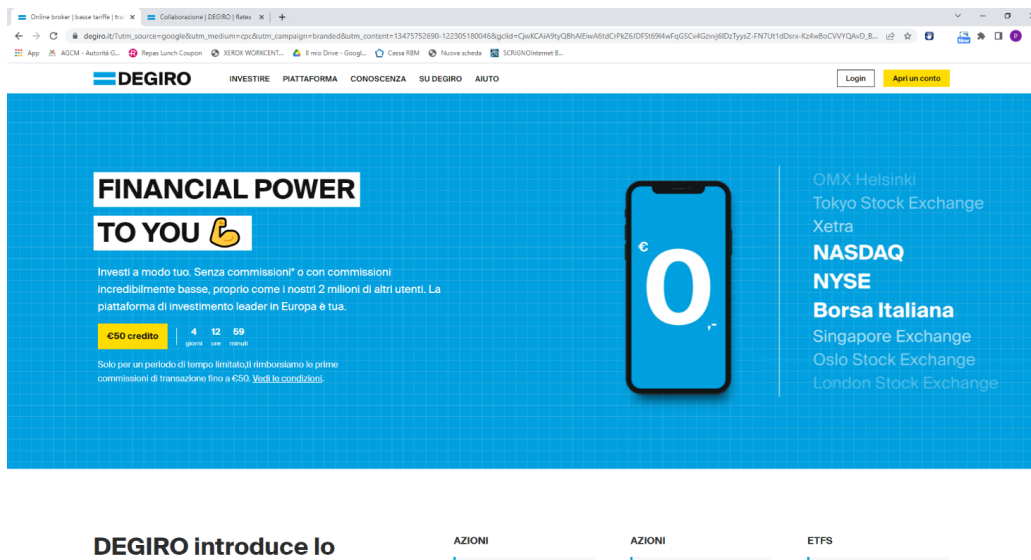 Online broker | basse tariffe | tra
Collaborazione | DEGIRO | flatex
degiro.it/?utm_source=google&utm_medium=cpc&utm_campaign=branded&utm_content=13475752690-122305180046&gclid=
App
AGCM - Autorità G...
Repas Lunch Coupon
XEROX WORKCENT...
Il mio Drive - Googl...
Cassa RBM
Nuova scheda
SCRIGNOInternet B...
DEGIRO
INVESTIRE PIATTAFORMA CONOSCENZA SU DEGIRO AIUTO
Login
Apri un conto
FINANCIAL POWER
TO YOU 💪
Investi a modo tuo. Senza commissioni* o con commissioni
incredibilmente basse, proprio come i nostri 2 milioni di altri utenti. La
piattaforma di investimento leader in Europa è tua.
€50 credito
4 12 59
giorni ore minuti
Solo per un periodo di tempo limitato,ti rimborsiamo le prime
commissioni di transazione fino a €50. Vedi le condizioni.
€
0
,-
OMX Helsinki
Tokyo Stock Exchange
Xetra
NASDAQ
NYSE
Borsa Italiana
Singapore Exchange
Oslo Stock Exchange
London Stock Exchange
DEGIRO introduce lo
AZIONI
AZIONI
ETFS